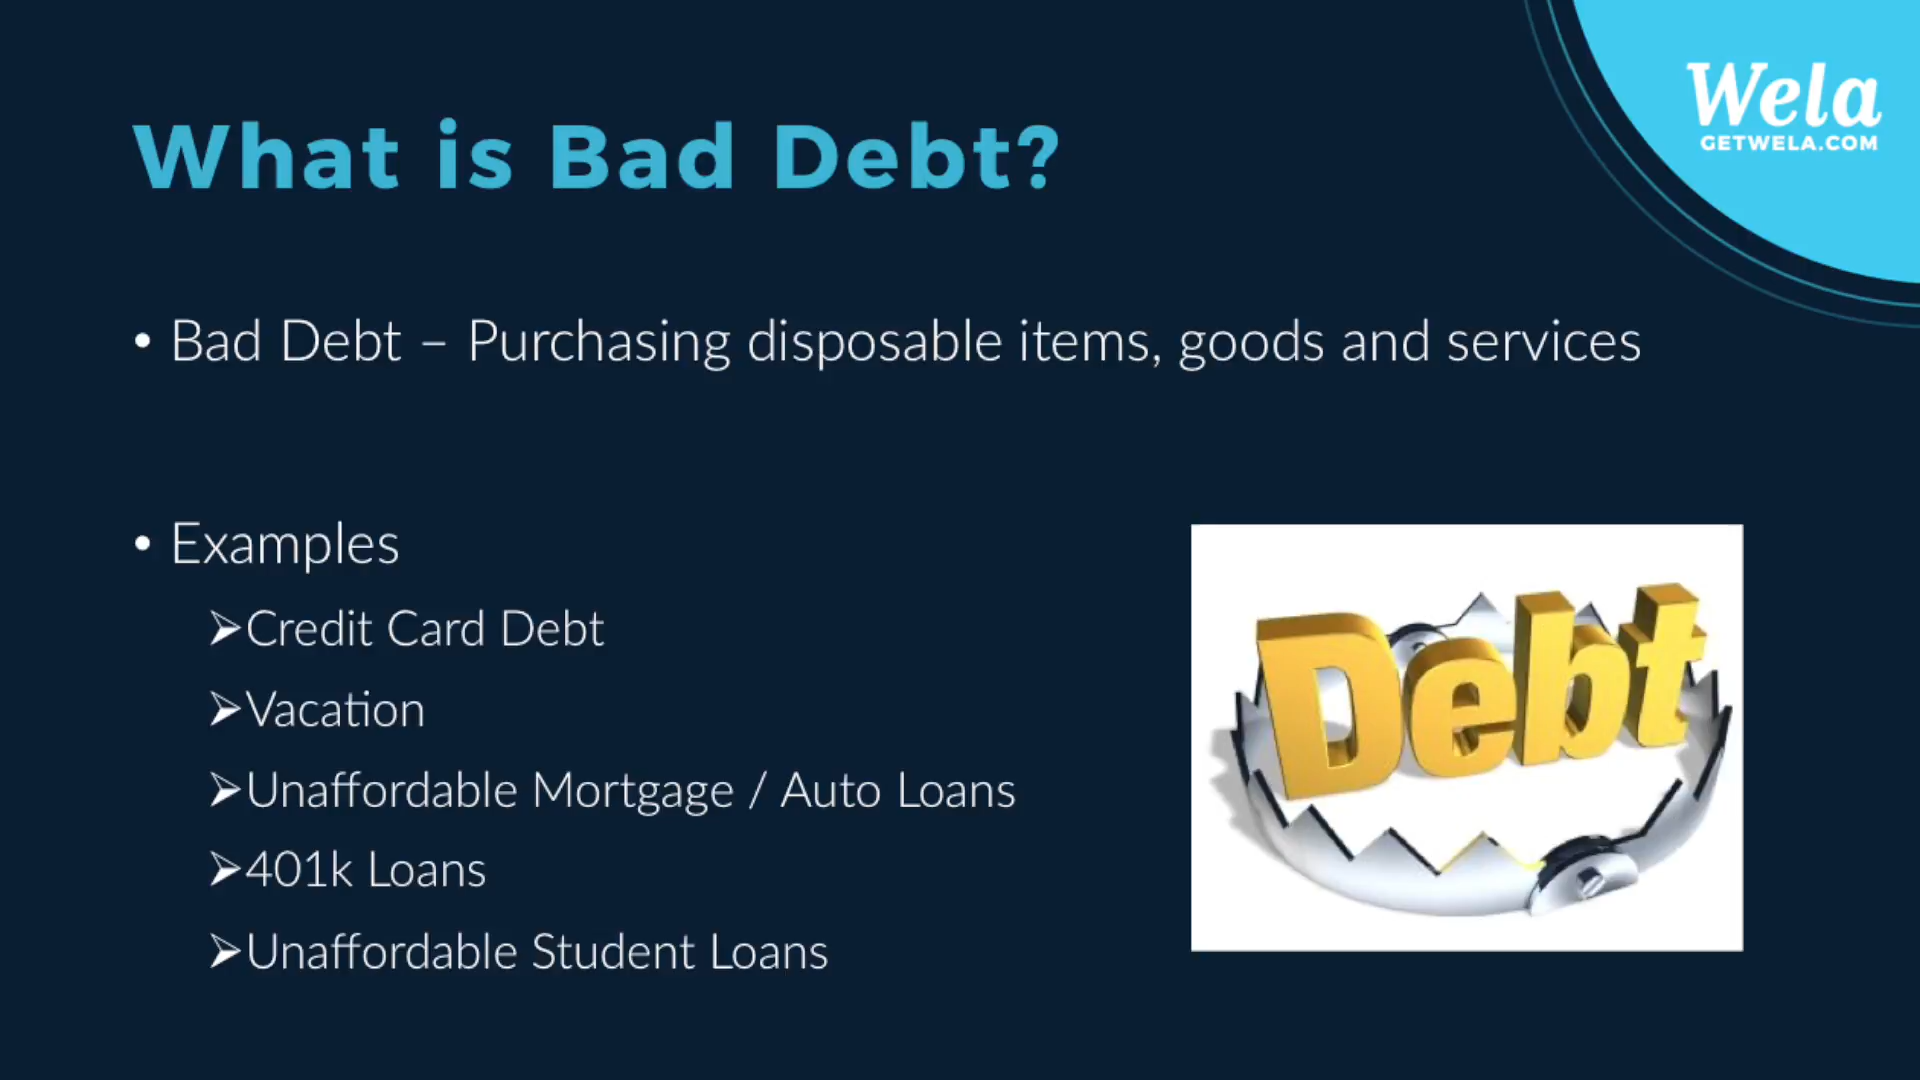 Wela
GETWELA.COM
What is Bad Debt?
• Bad Debt – Purchasing disposable items, goods and services
• Examples
➢Credit Card Debt
➢Vacation
➢Unaffordable Mortgage / Auto Loans
➢401k Loans
➢Unaffordable Student Loans
Debt